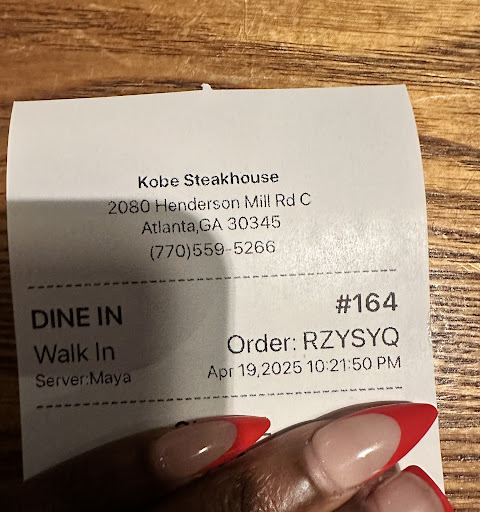 Kobe Steakhouse
2080 Henderson Mill Rd C
Atlanta,GA 30345
(770)559-5266
DINE IN
#164
Walk In
Order: RZYSYQ
Server:Maya
Apr 19,2025 10:21:50 PM